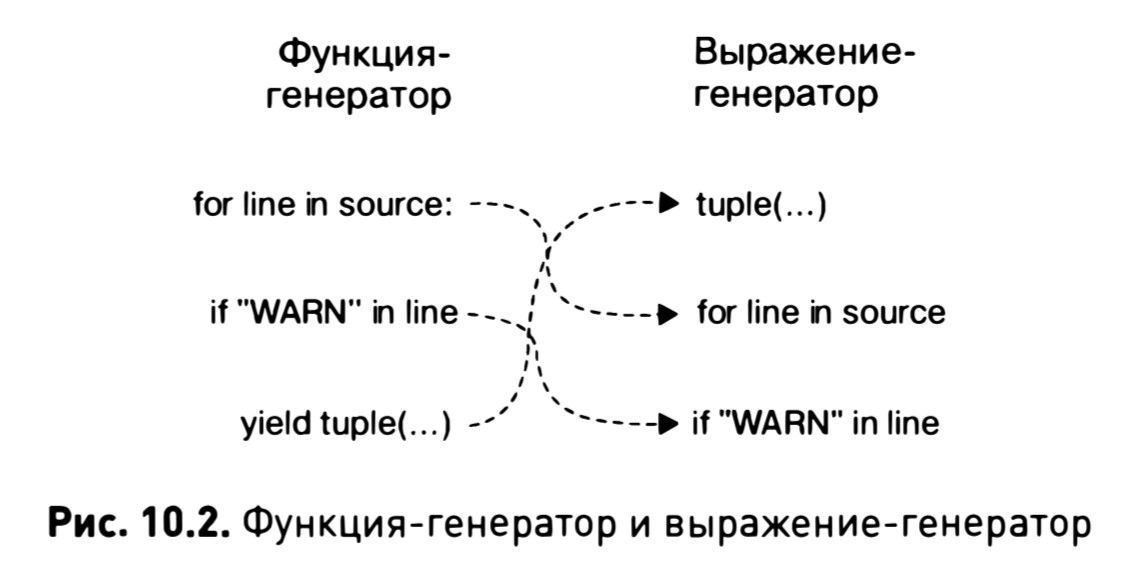 Функция-
генератор
Выражение-
генератор
for line in source:
tuple(...)
if "WARN" in line
for line in source
yield tuple(...)
if "WARN" in line
Рис. 10.2. Функция-генератор и выражение-генератор